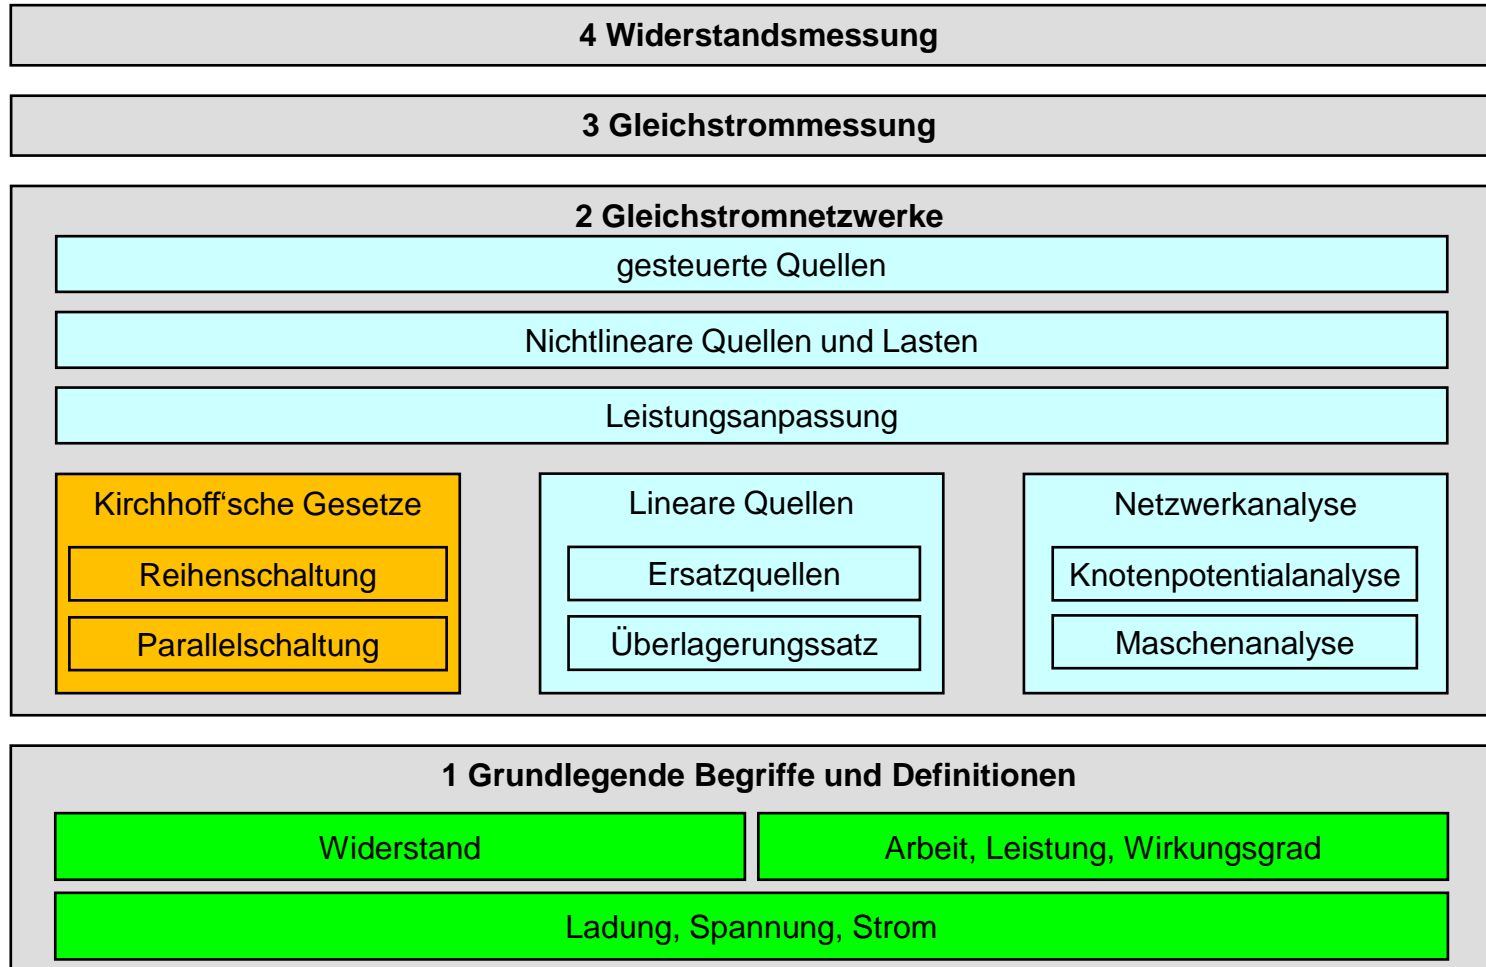 4 Widerstandsmessung
3 Gleichstrommessung
2 Gleichstromnetzwerke
gesteuerte Quellen
Nichtlineare Quellen und Lasten
Leistungsanpassung
Kirchhoff‘sche Gesetze
Reihenschaltung
Parallelschaltung
Lineare Quellen
Ersatzquellen
Überlagerungssatz
Netzwerkanalyse
Knotenpotentialanalyse
Maschenanalyse
1 Grundlegende Begriffe und Definitionen
Widerstand
Arbeit, Leistung, Wirkungsgrad
Ladung, Spannung, Strom